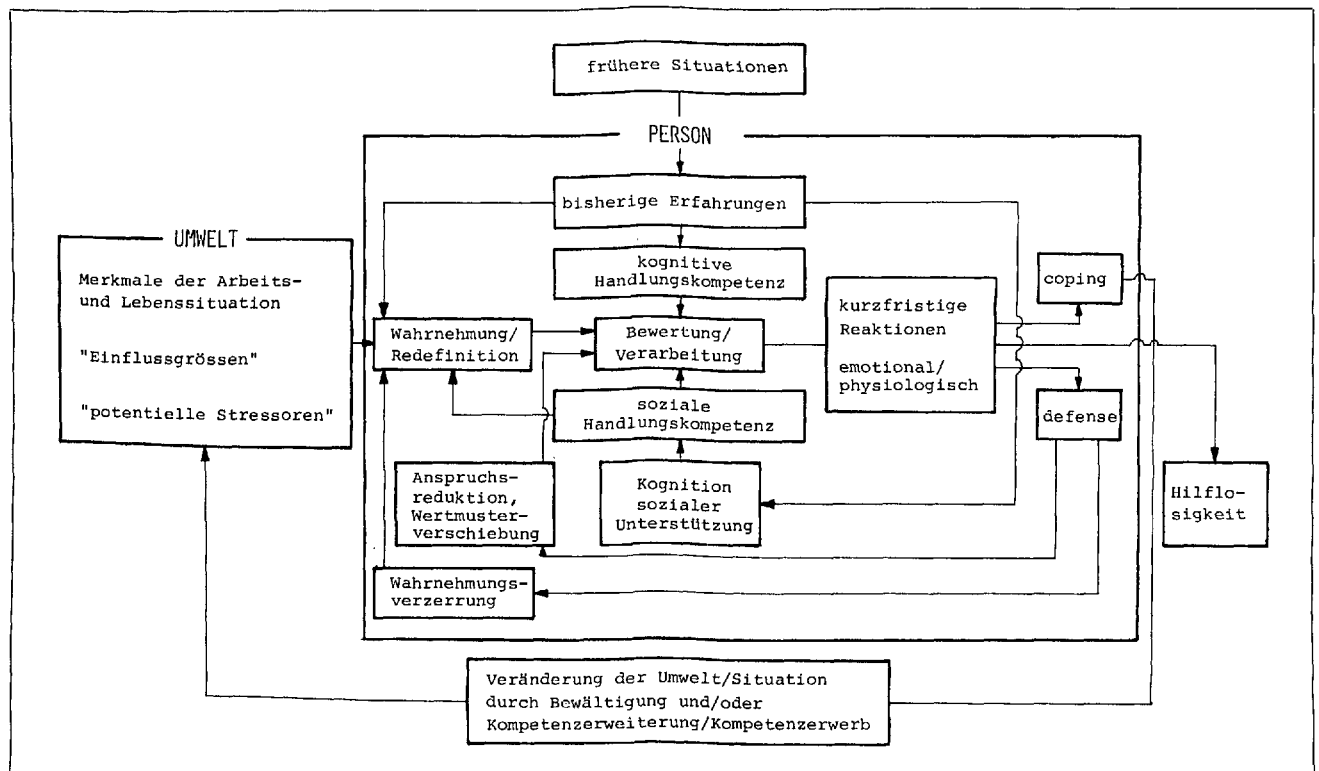 frühere Situationen
PERSON
bisherige Erfahrungen
UMWELT
Merkmale der Arbeits-
und Lebenssituation
"Einflussgrössen"
"potentielle Stressoren"
kognitive
Handlungskompetenz
Wahrnehmung/
Redefinition
Bewertung/
Verarbeitung
kurzfristige
Reaktionen
emotional/
physiologisch
coping
defense
soziale
Handlungskompetenz
Anspruchs-
reduktion,
Wertmuster-
verschiebung
Kognition
sozialer
Unterstützung
Hilflo-
sigkeit
Wahrnehmungs-
verzerrung
Veränderung der Umwelt/Situation
durch Bewältigung und/oder
Kompetenzerweiterung/Kompetenzerwerb